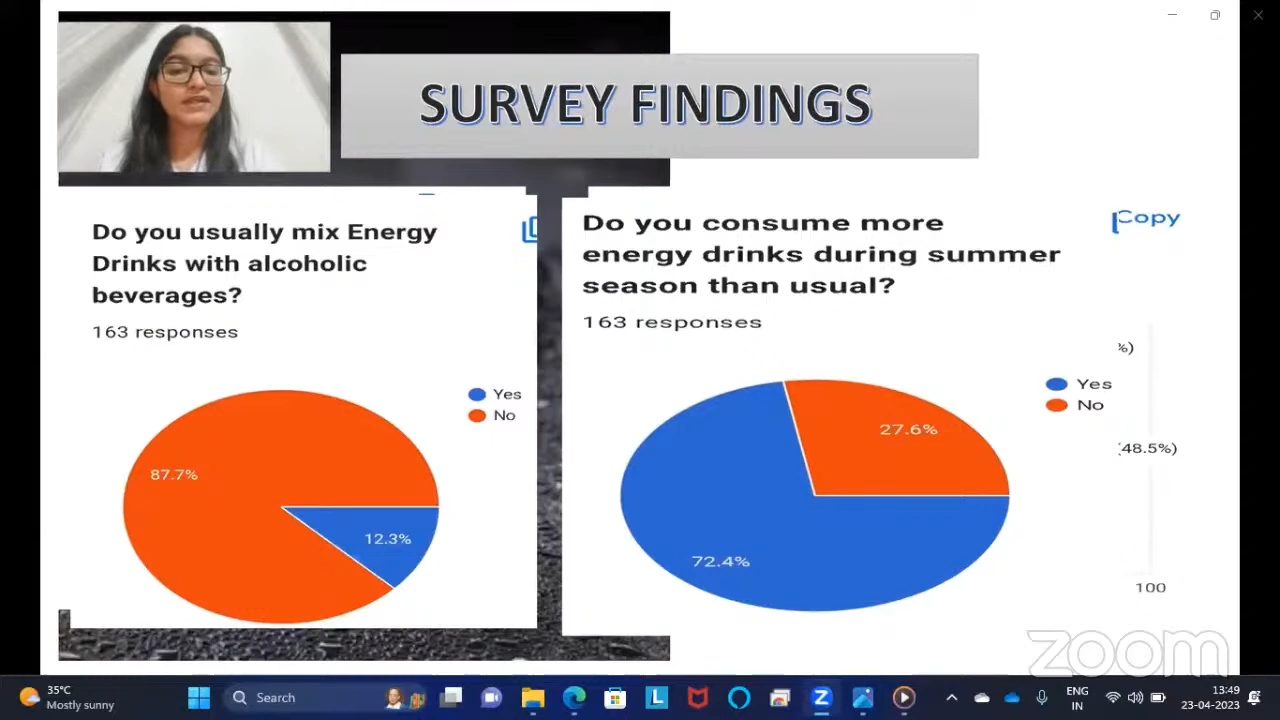 SURVEY FINDINGS
Do you usually mix Energy
Drinks with alcoholic
beverages?
163 responses
Yes
No
87.7%
12.3%
Do you consume more
energy drinks during summer
season than usual?
163 responses
Copy
Yes
No
27.6%
72.4%
%)
(48.5%)
100
zoom
35°C
Mostly sunny
Search
ENG
IN
13:49
23-04-2023